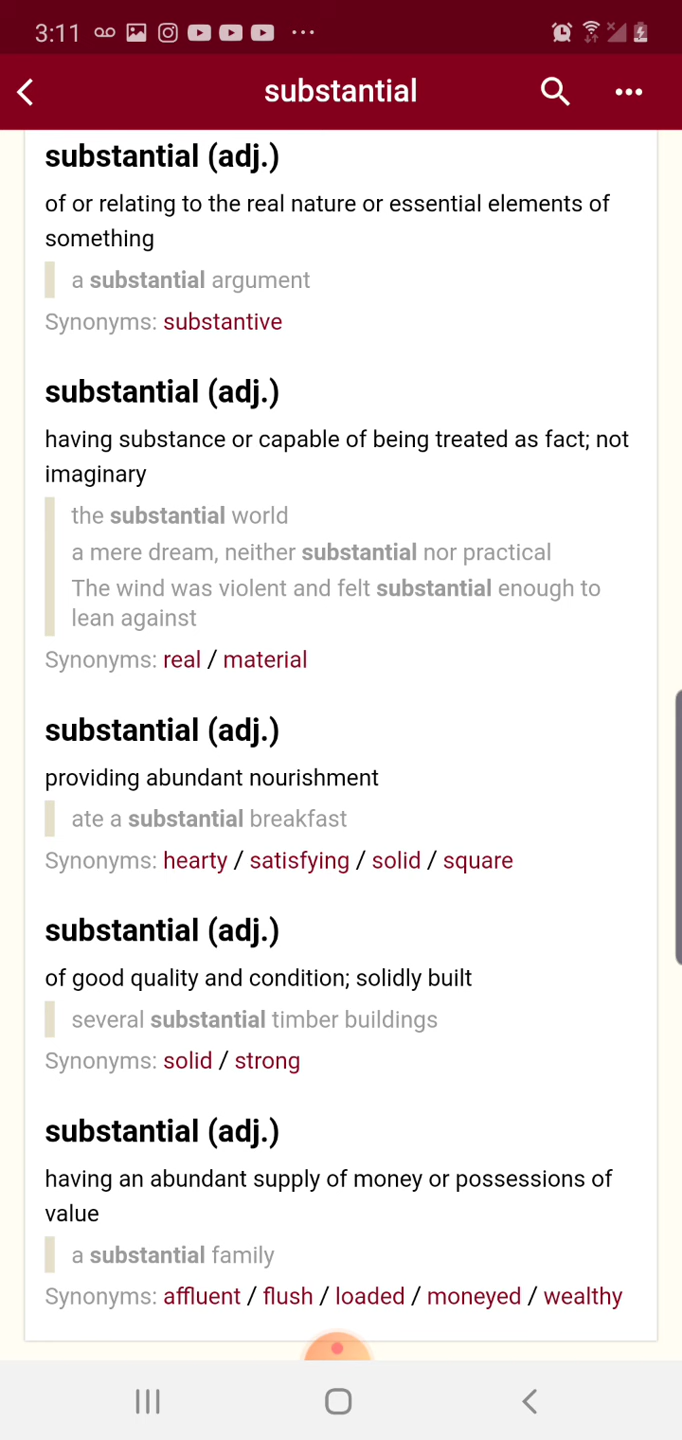 3:11
substantial
substantial (adj.)
of or relating to the real nature or essential elements of
something
a substantial argument
Synonyms: substantive
substantial (adj.)
having substance or capable of being treated as fact; not
imaginary
the substantial world
a mere dream, neither substantial nor practical
The wind was violent and felt substantial enough to
lean against
Synonyms: real / material
substantial (adj.)
providing abundant nourishment
ate a substantial breakfast
Synonyms: hearty / satisfying / solid / square
substantial (adj.)
of good quality and condition; solidly built
several substantial timber buildings
Synonyms: solid / strong
substantial (adj.)
having an abundant supply of money or possessions of
value
a substantial family
Synonyms: affluent / flush / loaded / moneyed / wealthy